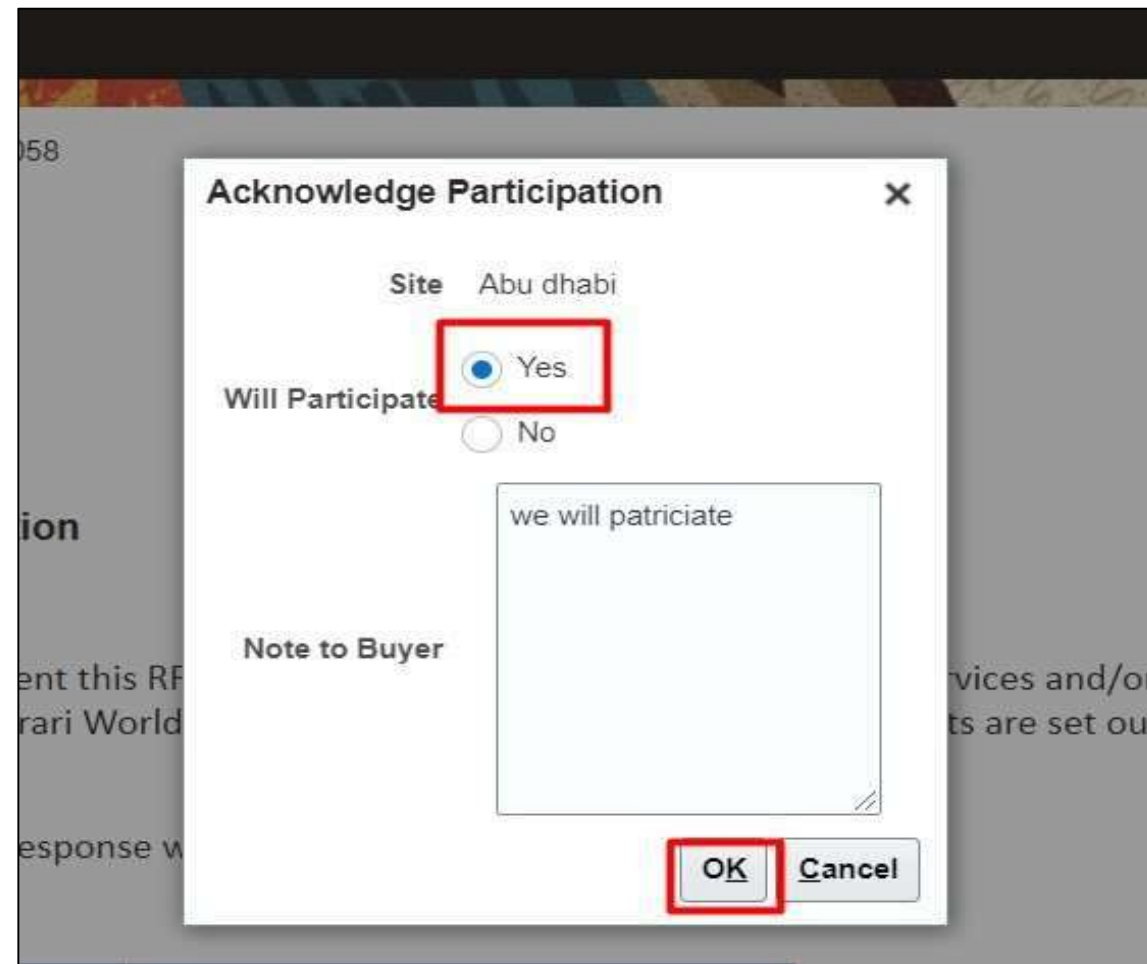 058
Acknowledge Participation
Site Abu dhabi
Yes
Will Participate
No
ion
we will patriciate
Note to Buyer
ent this RF vices and/or
rari World ts are set ou
esponse w
OK Cancel